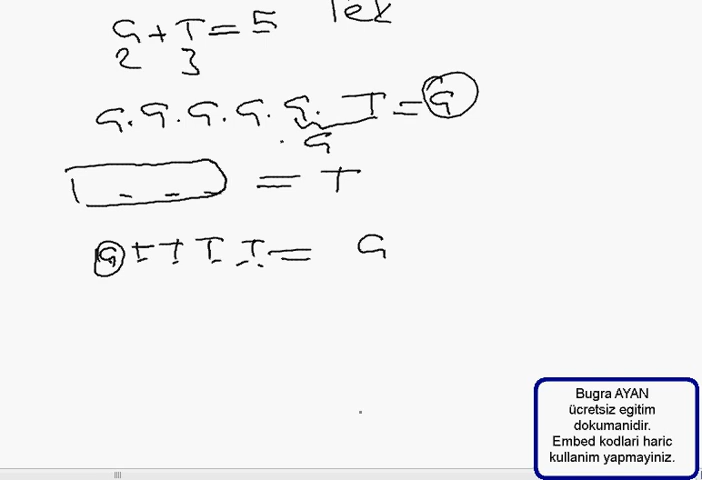 G + T = 5 Tek
2 3
G.G.G.G.G.T = G
. G
= T
G T T T T = G
Bugra AYAN
ücretsiz egitim
dokumanidir.
Embed kodlari haric
kullanim yapmayiniz.